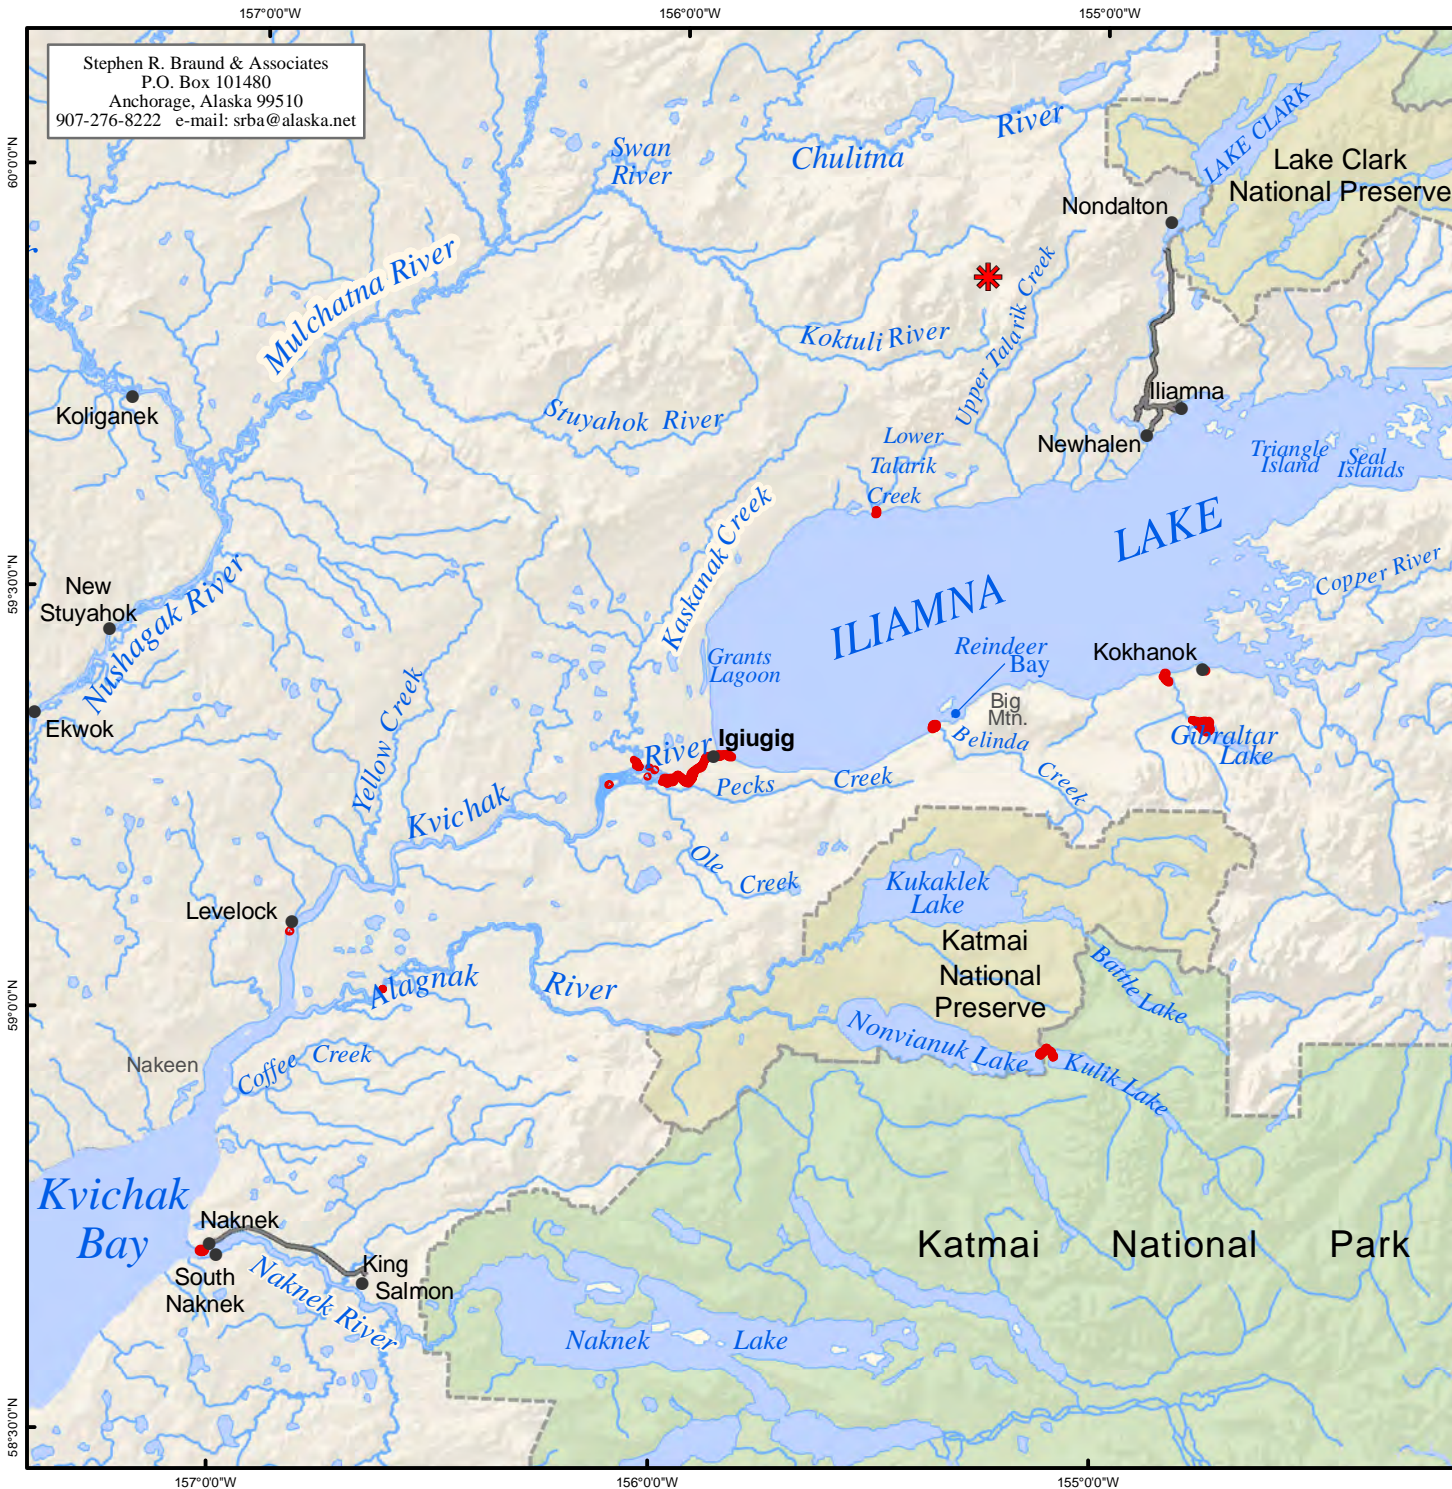 157°0'0"W
156°0'0"W
155°0'0"W
Stephen R. Braund & Associates
P.O. Box 101480
Anchorage, Alaska 99510
907-276-8222 e-mail: srba@alaska.net
60°0'0"N
Swan
River
Chulitna
River
LAKE CLARK
Lake Clark
National Preserve
Nondalton
Mulchatna River
Koktuli River
Upper Talarik Creek
Koliganek
Stuyahok River
Iliamna
Newhalen
Lower
Talarik
Creek
Triangle
Island
Seal
Islands
ILIAMNA
LAKE
Copper River
59°30'0"N
New
Stuyahok
Nushagak River
Ekwok
Kaskanak Creek
Grants
Lagoon
Reindeer
Bay
Kokhanok
Big
Mtn.
Belinda
Creek
Gibraltar
Lake
Yellow Creek
Igiugig
River
Kvichak
Pecks
Creek
Ole
Creek
Kukaklek
Lake
Levelock
Katmai
National
Preserve
Battle Lake
Alagnak
River
59°0'0"N
Nonvianuk Lake
Kulik Lake
Nakeen
Coffee Creek
Kvichak
Bay
Naknek
South
Naknek
King
Salmon
Naknek River
Katmai National Park
Naknek Lake
58°30'0"N
157°0'0"W
156°0'0"W
155°0'0"W